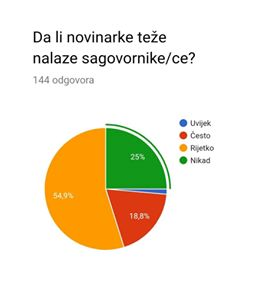 Da li novinarke teže
nalaze sagovornike/ce?
144 odgovora
Uvijek
Često
Rijetko
Nikad
25%
54,9%
18,8%